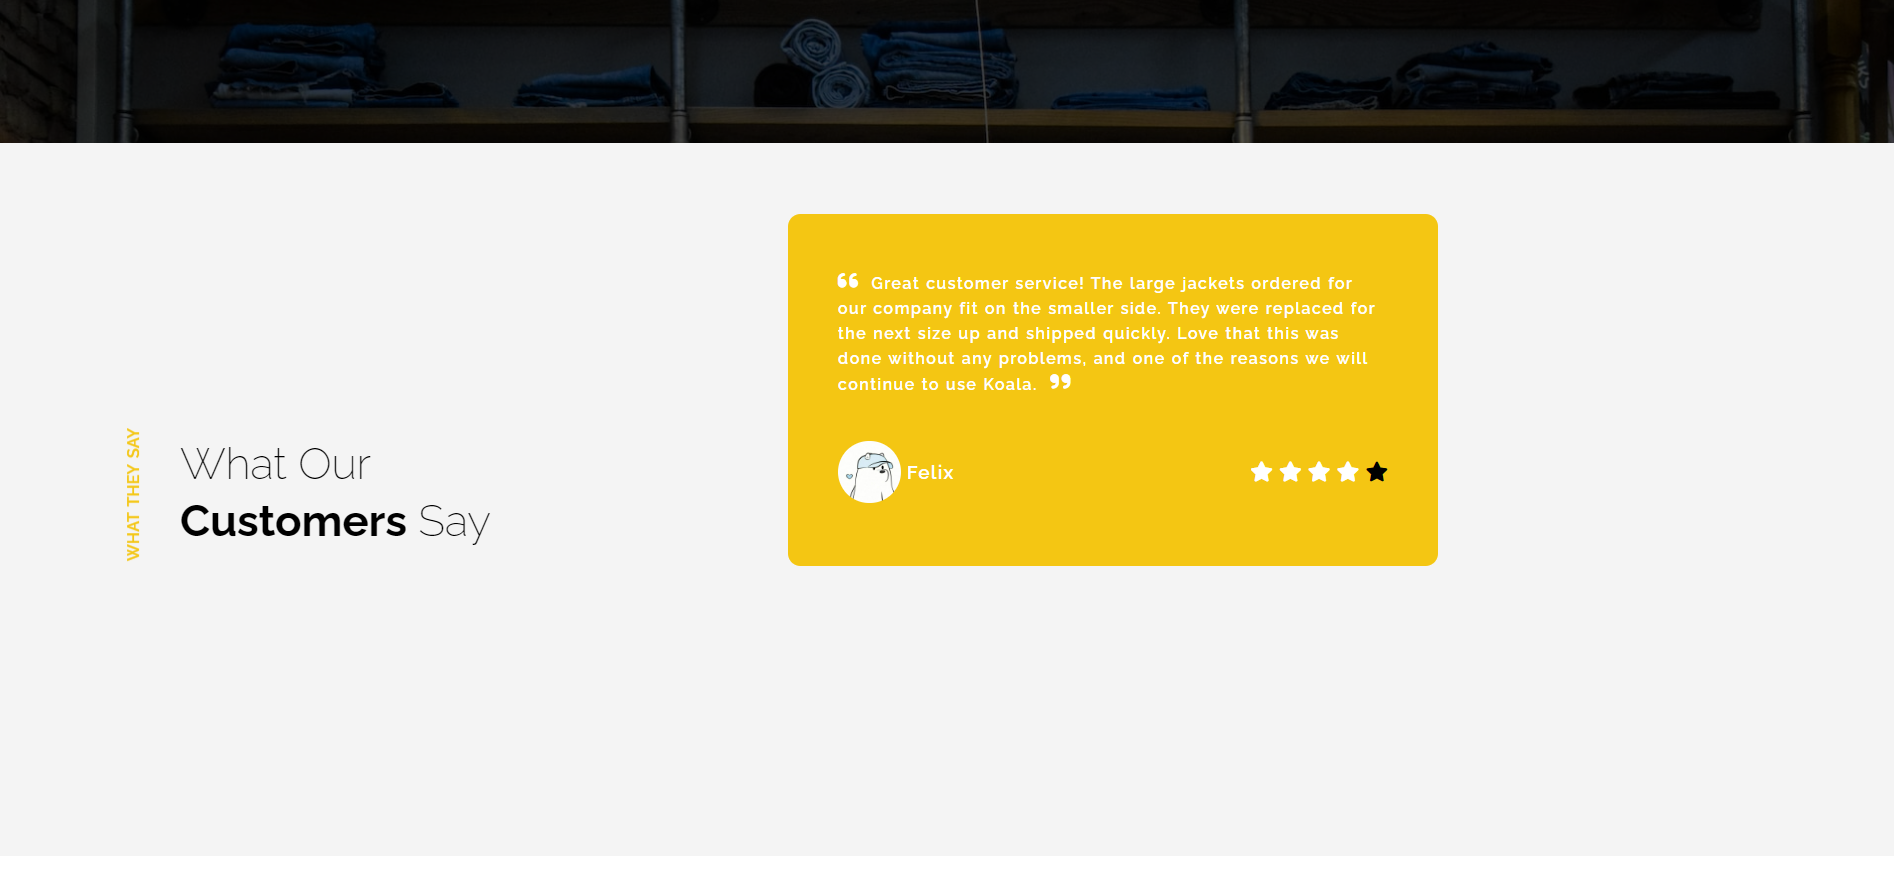 WHAT THEY SAY
What Our
Customers Say
“ Great customer service! The large jackets ordered for
our company fit on the smaller side. They were replaced for
the next size up and shipped quickly. Love that this was
done without any problems, and one of the reasons we will
continue to use Koala. ”
Felix